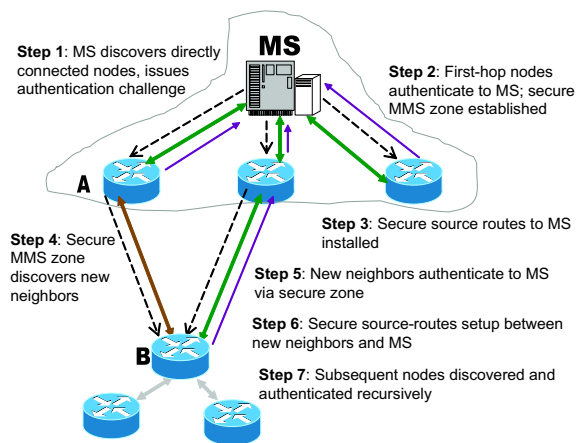 MS
Step 1: MS discovers directly
connected nodes, issues
authentication challenge
Step 2: First-hop nodes
authenticate to MS; secure
MMS zone established
A
Step 3: Secure source routes to MS
installed
Step 4: Secure
MMS zone
discovers new
neighbors
Step 5: New neighbors authenticate to MS
via secure zone
Step 6: Secure source-routes setup between
new neighbors and MS
B
Step 7: Subsequent nodes discovered and
authenticated recursively